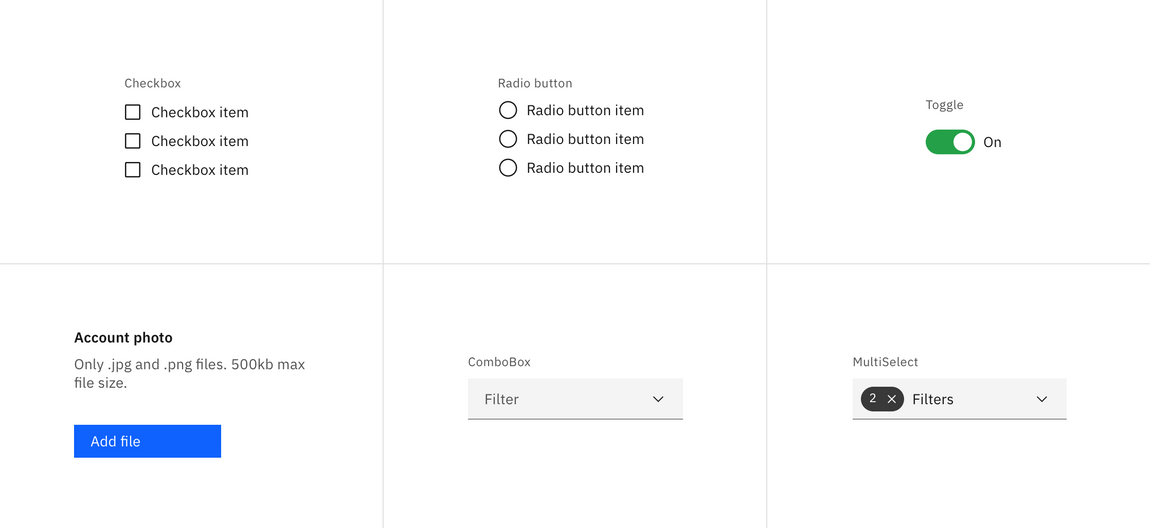 Checkbox
Checkbox item
Checkbox item
Checkbox item
Radio button
Radio button item
Radio button item
Radio button item
Toggle
On
Account photo
Only .jpg and .png files. 500kb max
file size.
Add file
ComboBox
Filter
MultiSelect
2 Filters